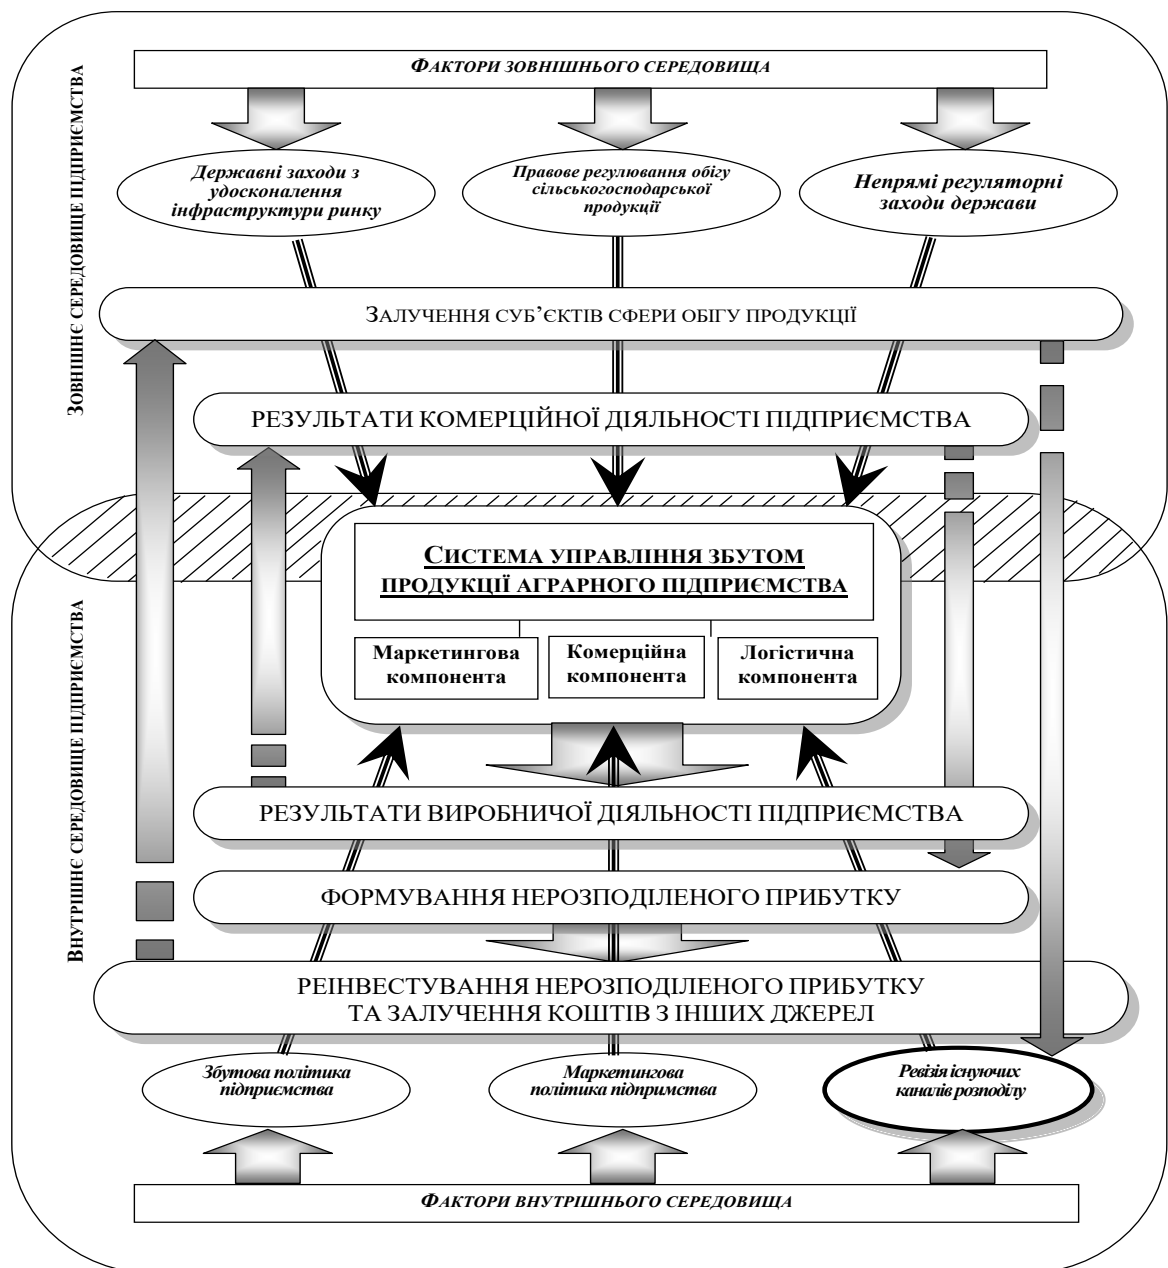 ФАКТОРИ ЗОВНІШНЬОГО СЕРЕДОВИЩА
ЗОВНІШНЄ СЕРЕДОВИЩЕ ПІДПРИЄМСТВА
Державні заходи з
удосконалення
інфраструктури ринку
Правове регулювання обігу
сільськогосподарської
продукції
Непрямі регуляторні
заходи держави
ЗАЛУЧЕННЯ СУБ’ЄКТІВ СФЕРИ ОБІГУ ПРОДУКЦІЇ
РЕЗУЛЬТАТИ КОМЕРЦІЙНОЇ ДІЯЛЬНОСТІ ПІДПРИЄМСТВА
СИСТЕМА УПРАВЛІННЯ ЗБУТОМ
ПРОДУКЦІЇ АГРАРНОГО ПІДПРИЄМСТВА
Маркетингова
компонента
Комерційна
компонента
Логістична
компонента
ВНУТРІШНЄ СЕРЕДОВИЩЕ ПІДПРИЄМСТВА
РЕЗУЛЬТАТИ ВИРОБНИЧОЇ ДІЯЛЬНОСТІ ПІДПРИЄМСТВА
ФОРМУВАННЯ НЕРОЗПОДІЛЕНОГО ПРИБУТКУ
РЕІНВЕСТУВАННЯ НЕРОЗПОДІЛЕНОГО ПРИБУТКУ
ТА ЗАЛУЧЕННЯ КОШТІВ З ІНШИХ ДЖЕРЕЛ
Збутова політика
підприємства
Маркетингова
політика підпримства
Ревізія існуючих
каналів розподілу
ФАКТОРИ ВНУТРІШНЬОГО СЕРЕДОВИЩА